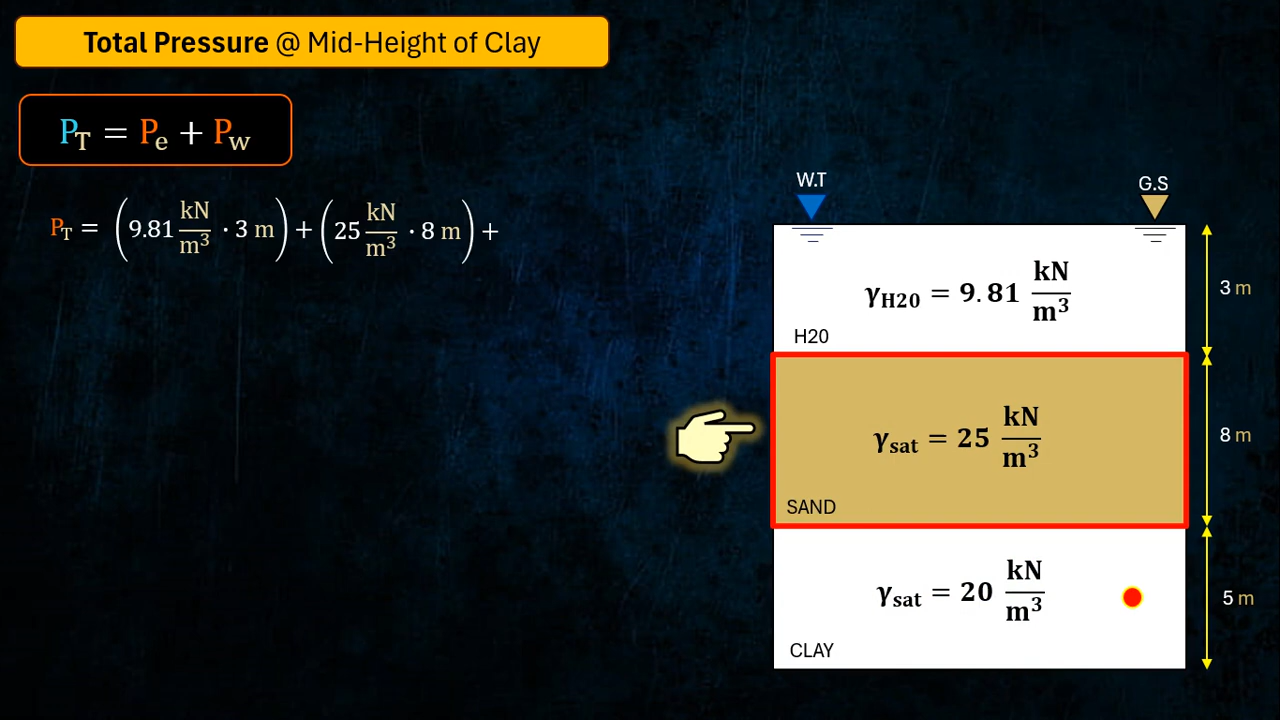 Total Pressure @ Mid-Height of Clay
P_T = P_e + P_w
P_T = (9.81 kN/m³ · 3 m) + (25 kN/m³ · 8 m) +
W.T
G.S
γ_H20 = 9.81 kN/m³
3 m
H20
γ_sat = 25 kN/m³
8 m
SAND
γ_sat = 20 kN/m³
5 m
CLAY